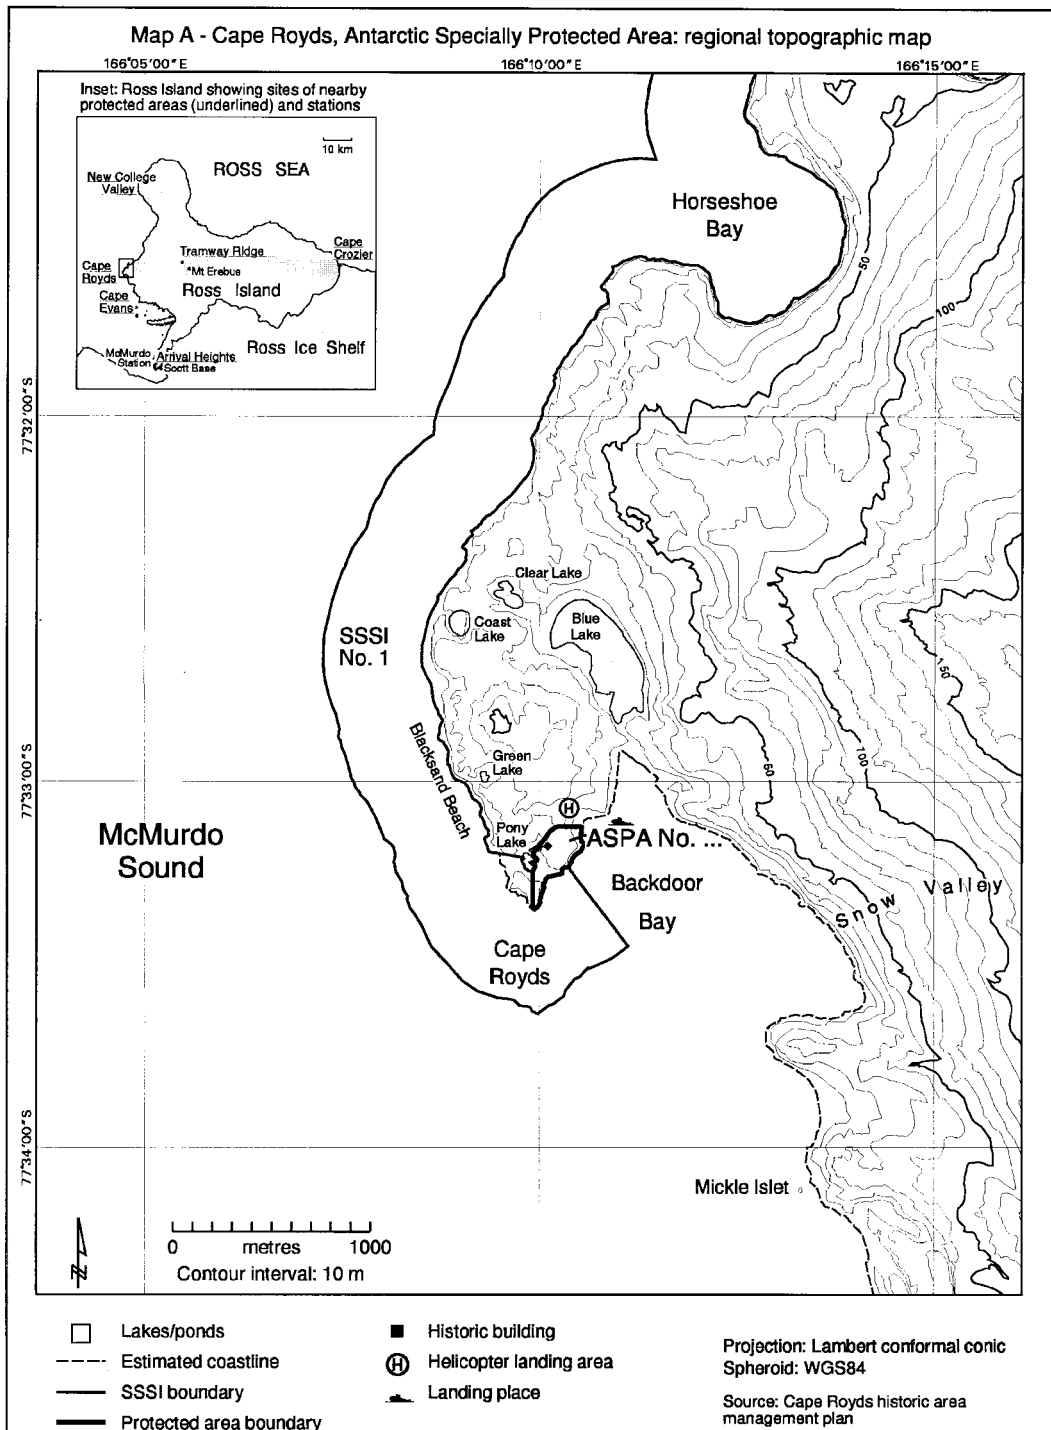 Map A - Cape Royds, Antarctic Specially Protected Area: regional topographic map
166°05'00" E
166°10'00" E
166°15'00" E
Inset: Ross Island showing sites of nearby
protected areas (underlined) and stations
10 km
ROSS SEA
New College
Valley
Cape
Crozier
Tramway Ridge
Mt Erebus
Cape
Royds
Ross Island
Cape
Evans
Ross Ice Shelf
McMurdo
Station
Arrival Heights
Scott Base
Horseshoe
Bay
50
100
77°32'00"S
Clear Lake
Coast
Lake
Blue
Lake
SSSI
No. 1
150
Blacksand Beach
Green
Lake
50
700
77°33'00"S
H
Pony
Lake
ASPA No. ...
McMurdo
Sound
Backdoor
Bay
Snow Valley
Cape
Royds
77°34'00"S
Mickle Islet
N
0 metres 1000
Contour interval: 10 m
Lakes/ponds
Estimated coastline
SSSI boundary
Protected area boundary
Historic building
H Helicopter landing area
Landing place
Projection: Lambert conformal conic
Spheroid: WGS84
Source: Cape Royds historic area
management plan